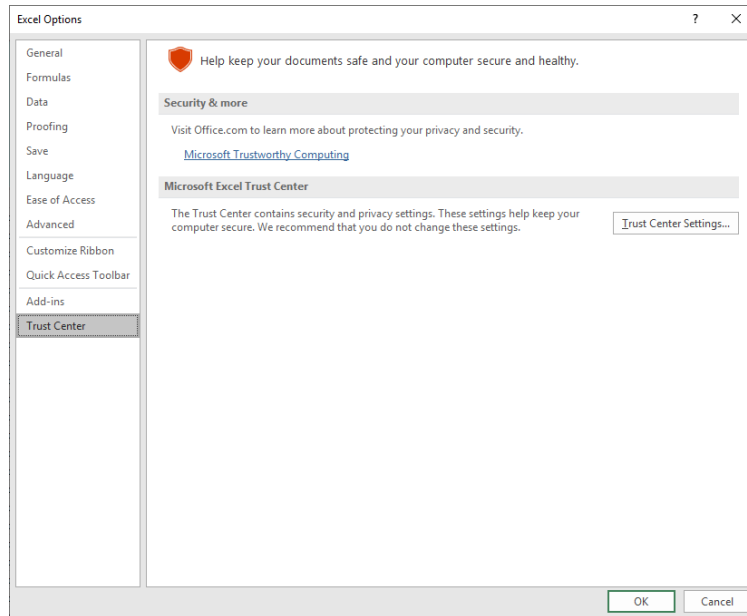 Excel Options
?
General
Formulas
Data
Proofing
Save
Language
Ease of Access
Advanced
Customize Ribbon
Quick Access Toolbar
Add-ins
Trust Center
Help keep your documents safe and your computer secure and healthy.
Security & more
Visit Office.com to learn more about protecting your privacy and security.
Microsoft Trustworthy Computing
Microsoft Excel Trust Center
The Trust Center contains security and privacy settings. These settings help keep your
computer secure. We recommend that you do not change these settings.
Trust Center Settings...
OK
Cancel